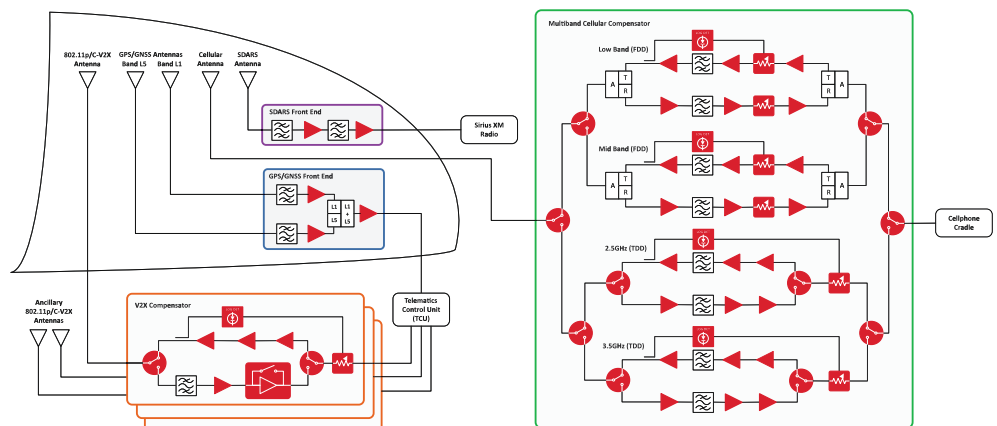 Multiband Cellular Compensator
802.11p/C-V2X
Antenna
GPS/GNSS Antennas
Band L5 Band L1
Cellular
Antenna
SDARS
Antenna
SDARS Front End
Sirius XM
Radio
GPS/GNSS Front End
L1
L5
L1
+
L5
Ancillary
802.11p/C-V2X
Antennas
V2X Compensator
Telematics
Control Unit
(TCU)
Low Band (FDD)
A
T
R
T
R
A
Mid Band (FDD)
A
T
R
T
R
A
2.5GHz (TDD)
3.5GHz (TDD)
Cellphone
Cradle